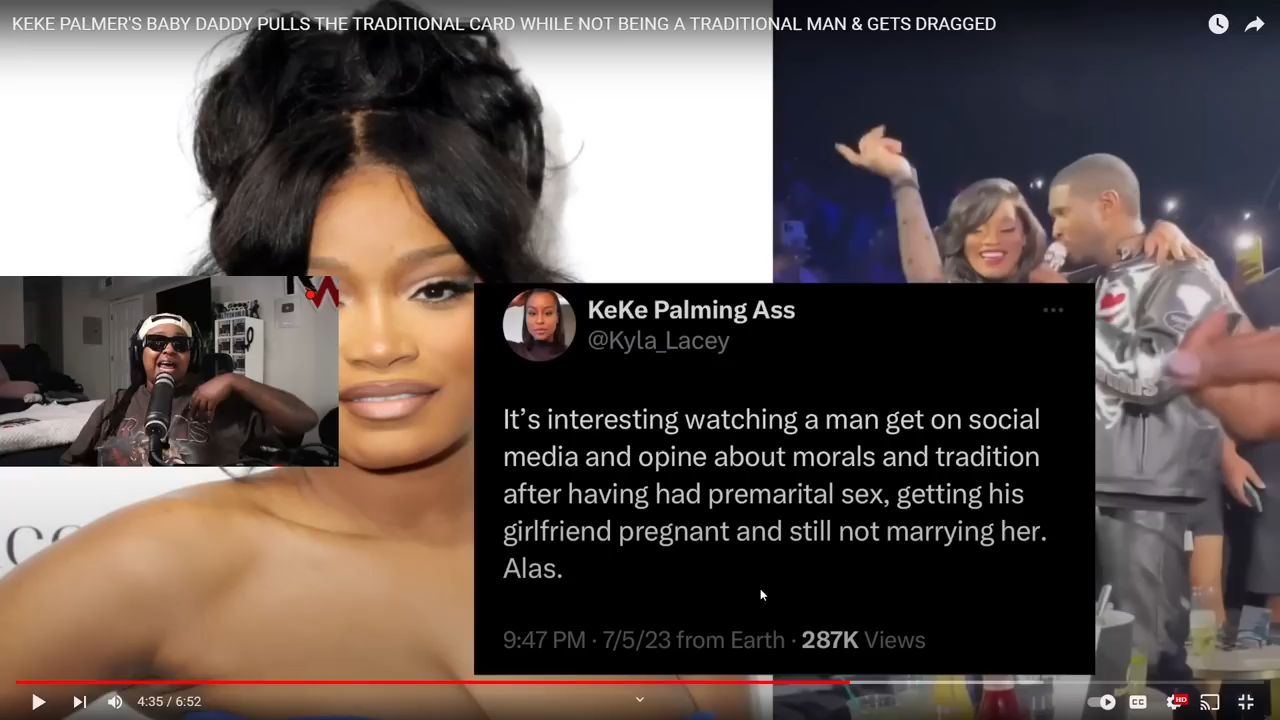 KEKE PALMER'S BABY DADDY PULLS THE TRADITIONAL CARD WHILE NOT BEING A TRADITIONAL MAN & GETS DRAGGED
KeKe Palming Ass
@Kyla_Lacey
It’s interesting watching a man get on social
media and opine about morals and tradition
after having had premarital sex, getting his
girlfriend pregnant and still not marrying her.
Alas.
9:47 PM · 7/5/23 from Earth · 287K Views
4:35 / 6:52
CC
HD